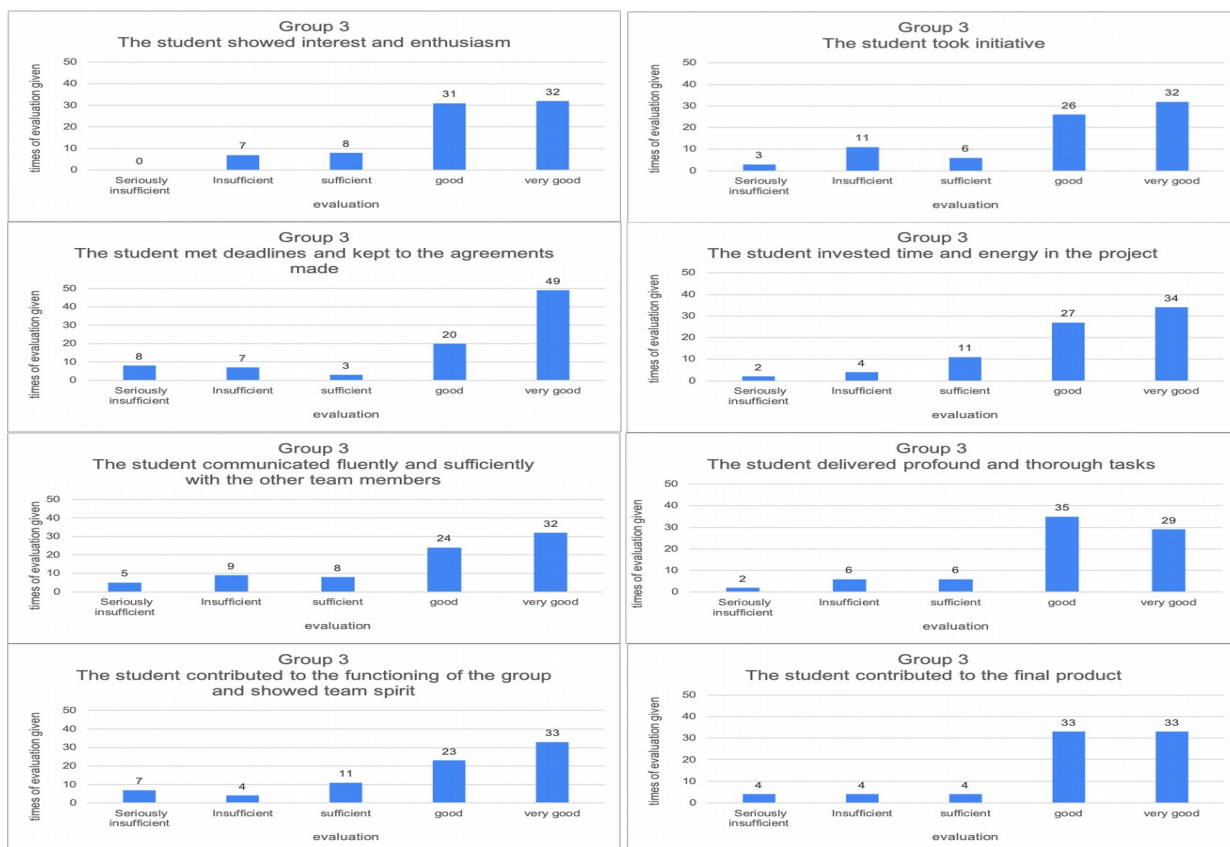 Group 3
The student showed interest and enthusiasm
times of evaluation given
50
40
30
20
10
0
0
7
8
31
32
Seriously
insufficient
Insufficient
sufficient
good
very good
evaluation
Group 3
The student took initiative
times of evaluation given
50
40
30
20
10
0
3
11
6
26
32
Seriously
insufficient
Insufficient
sufficient
good
very good
evaluation
Group 3
The student met deadlines and kept to the agreements
made
times of evaluation given
50
40
30
20
10
0
8
7
3
20
49
Seriously
insufficient
Insufficient
sufficient
good
very good
evaluation
Group 3
The student invested time and energy in the project
times of evaluation given
50
40
30
20
10
0
2
4
11
27
34
Seriously
insufficient
Insufficient
sufficient
good
very good
evaluation
Group 3
The student communicated fluently and sufficiently
with the other team members
times of evaluation given
50
40
30
20
10
0
5
9
8
24
32
Seriously
insufficient
Insufficient
sufficient
good
very good
evaluation
Group 3
The student delivered profound and thorough tasks
times of evaluation given
50
40
30
20
10
0
2
6
6
35
29
Seriously
insufficient
Insufficient
sufficient
good
very good
evaluation
Group 3
The student contributed to the functioning of the group
and showed team spirit
times of evaluation given
50
40
30
20
10
0
7
4
11
23
33
Seriously
insufficient
Insufficient
sufficient
good
very good
evaluation
Group 3
The student contributed to the final product
times of evaluation given
50
40
30
20
10
0
4
4
4
33
33
Seriously
insufficient
Insufficient
sufficient
good
very good
evaluation